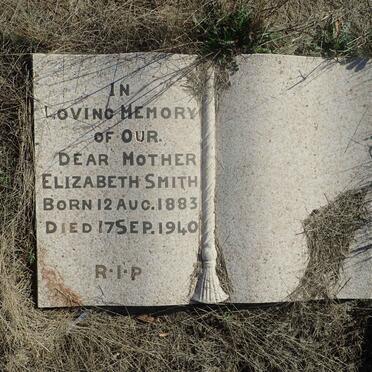 IN
LOVING MEMORY
OF OUR.
DEAR MOTHER
ELIZABETH SMITH
BORN 12 AUG. 1883
DIED 17 SEP. 1940
R·I·P